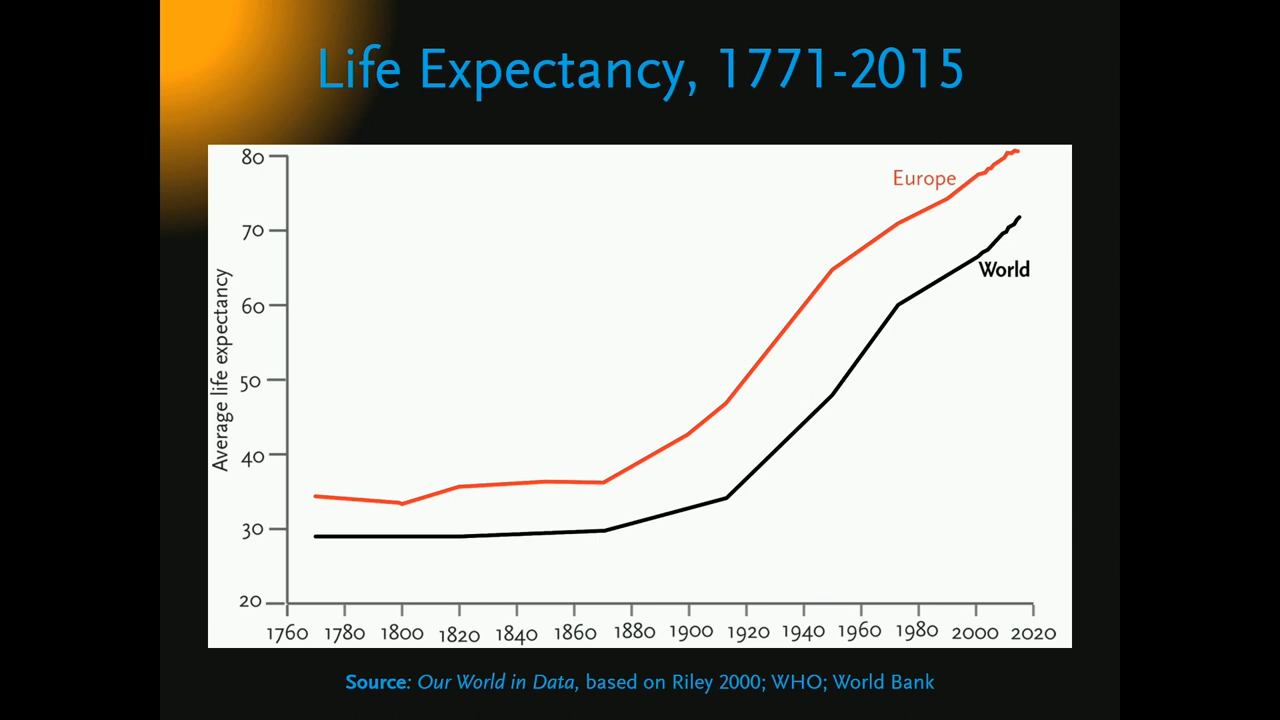 Life Expectancy, 1771-2015
80
70
60
50
40
30
20
Average life expectancy
Europe
World
1760 1780 1800 1820 1840 1860 1880 1900 1920 1940 1960 1980 2000 2020
Source: Our World in Data, based on Riley 2000; WHO; World Bank